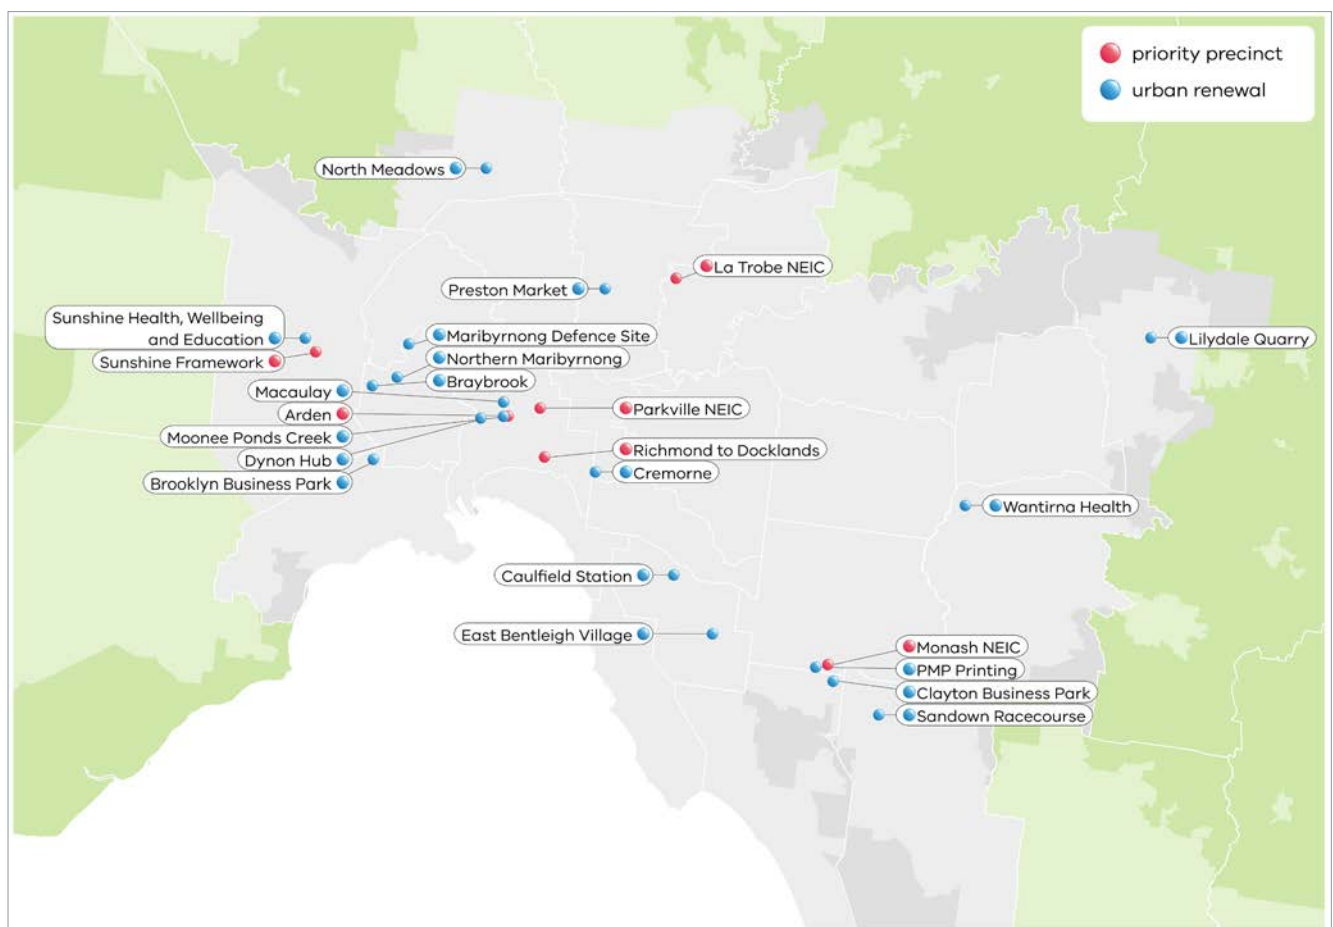 priority precinct
urban renewal
North Meadows
La Trobe NEIC
Preston Market
Sunshine Health, Wellbeing
and Education
Sunshine Framework
Maribyrnong Defence Site
Northern Maribyrnong
Braybrook
Lilydale Quarry
Macaulay
Arden
Moonee Ponds Creek
Dynon Hub
Brooklyn Business Park
Parkville NEIC
Richmond to Docklands
Cremorne
Wantirna Health
Caulfield Station
East Bentleigh Village
Monash NEIC
PMP Printing
Clayton Business Park
Sandown Racecourse